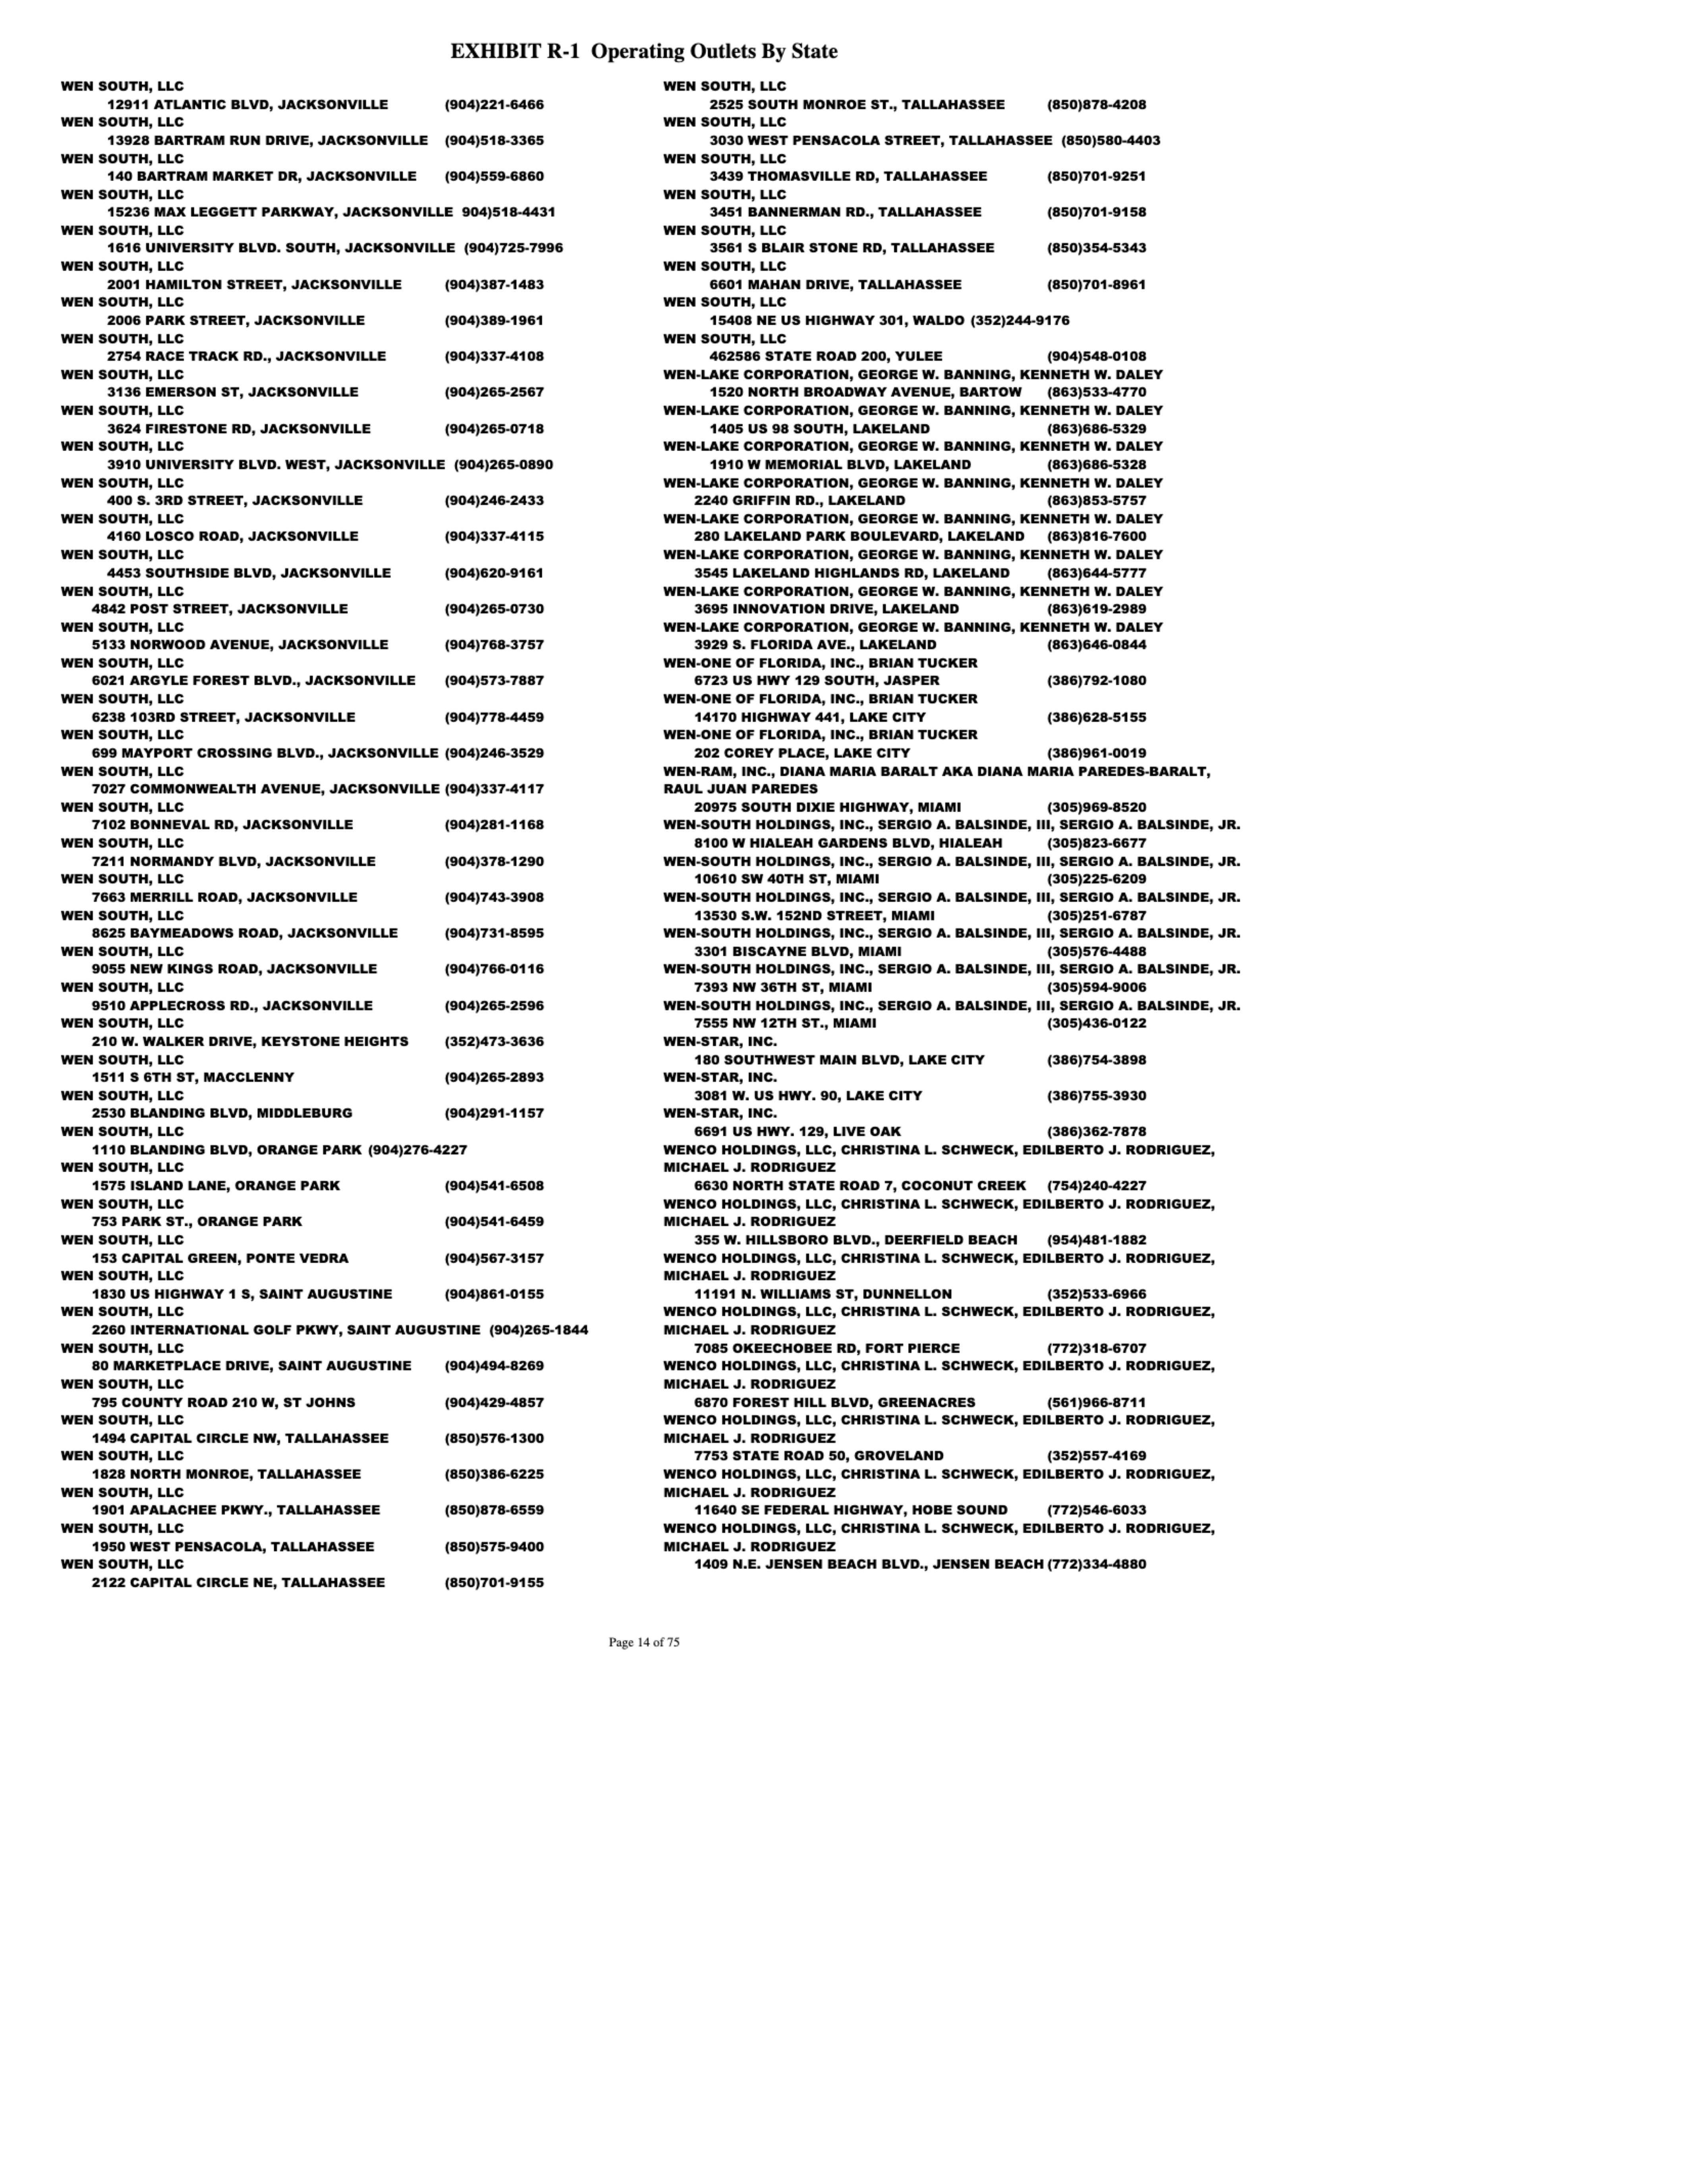 EXHIBIT R-1 Operating Outlets By State
WEN SOUTH, LLC
12911 ATLANTIC BLVD, JACKSONVILLE (904)221-6466
WEN SOUTH, LLC
13928 BARTRAM RUN DRIVE, JACKSONVILLE (904)518-3365
WEN SOUTH, LLC
140 BARTRAM MARKET DR, JACKSONVILLE (904)559-6860
WEN SOUTH, LLC
15236 MAX LEGGETT PARKWAY, JACKSONVILLE 904)518-4431
WEN SOUTH, LLC
1616 UNIVERSITY BLVD. SOUTH, JACKSONVILLE (904)725-7996
WEN SOUTH, LLC
2001 HAMILTON STREET, JACKSONVILLE (904)387-1483
WEN SOUTH, LLC
2006 PARK STREET, JACKSONVILLE (904)389-1961
WEN SOUTH, LLC
2754 RACE TRACK RD., JACKSONVILLE (904)337-4108
WEN SOUTH, LLC
3136 EMERSON ST, JACKSONVILLE (904)265-2567
WEN SOUTH, LLC
3624 FIRESTONE RD, JACKSONVILLE (904)265-0718
WEN SOUTH, LLC
3910 UNIVERSITY BLVD. WEST, JACKSONVILLE (904)265-0890
WEN SOUTH, LLC
400 S. 3RD STREET, JACKSONVILLE (904)246-2433
WEN SOUTH, LLC
4160 LOSCO ROAD, JACKSONVILLE (904)337-4115
WEN SOUTH, LLC
4453 SOUTHSIDE BLVD, JACKSONVILLE (904)620-9161
WEN SOUTH, LLC
4842 POST STREET, JACKSONVILLE (904)265-0730
WEN SOUTH, LLC
5133 NORWOOD AVENUE, JACKSONVILLE (904)768-3757
WEN SOUTH, LLC
6021 ARGYLE FOREST BLVD., JACKSONVILLE (904)573-7887
WEN SOUTH, LLC
6238 103RD STREET, JACKSONVILLE (904)778-4459
WEN SOUTH, LLC
699 MAYPORT CROSSING BLVD., JACKSONVILLE (904)246-3529
WEN SOUTH, LLC
7027 COMMONWEALTH AVENUE, JACKSONVILLE (904)337-4117
WEN SOUTH, LLC
7102 BONNEVAL RD, JACKSONVILLE (904)281-1168
WEN SOUTH, LLC
7211 NORMANDY BLVD, JACKSONVILLE (904)378-1290
WEN SOUTH, LLC
7663 MERRILL ROAD, JACKSONVILLE (904)743-3908
WEN SOUTH, LLC
8625 BAYMEADOWS ROAD, JACKSONVILLE (904)731-8595
WEN SOUTH, LLC
9055 NEW KINGS ROAD, JACKSONVILLE (904)766-0116
WEN SOUTH, LLC
9510 APPLECROSS RD., JACKSONVILLE (904)265-2596
WEN SOUTH, LLC
210 W. WALKER DRIVE, KEYSTONE HEIGHTS (352)473-3636
WEN SOUTH, LLC
1511 S 6TH ST, MACCLENNY (904)265-2893
WEN SOUTH, LLC
2530 BLANDING BLVD, MIDDLEBURG (904)291-1157
WEN SOUTH, LLC
1110 BLANDING BLVD, ORANGE PARK (904)276-4227
WEN SOUTH, LLC
1575 ISLAND LANE, ORANGE PARK (904)541-6508
WEN SOUTH, LLC
753 PARK ST., ORANGE PARK (904)541-6459
WEN SOUTH, LLC
153 CAPITAL GREEN, PONTE VEDRA (904)567-3157
WEN SOUTH, LLC
1830 US HIGHWAY 1 S, SAINT AUGUSTINE (904)861-0155
WEN SOUTH, LLC
2260 INTERNATIONAL GOLF PKWY, SAINT AUGUSTINE (904)265-1844
WEN SOUTH, LLC
80 MARKETPLACE DRIVE, SAINT AUGUSTINE (904)494-8269
WEN SOUTH, LLC
795 COUNTY ROAD 210 W, ST JOHNS (904)429-4857
WEN SOUTH, LLC
1494 CAPITAL CIRCLE NW, TALLAHASSEE (850)576-1300
WEN SOUTH, LLC
1828 NORTH MONROE, TALLAHASSEE (850)386-6225
WEN SOUTH, LLC
1901 APALACHEE PKWY., TALLAHASSEE (850)878-6559
WEN SOUTH, LLC
1950 WEST PENSACOLA, TALLAHASSEE (850)575-9400
WEN SOUTH, LLC
2122 CAPITAL CIRCLE NE, TALLAHASSEE (850)701-9155
WEN SOUTH, LLC
2525 SOUTH MONROE ST., TALLAHASSEE (850)878-4208
WEN SOUTH, LLC
3030 WEST PENSACOLA STREET, TALLAHASSEE (850)580-4403
WEN SOUTH, LLC
3439 THOMASVILLE RD, TALLAHASSEE (850)701-9251
WEN SOUTH, LLC
3451 BANNERMAN RD., TALLAHASSEE (850)701-9158
WEN SOUTH, LLC
3561 S BLAIR STONE RD, TALLAHASSEE (850)354-5343
WEN SOUTH, LLC
6601 MAHAN DRIVE, TALLAHASSEE (850)701-8961
WEN SOUTH, LLC
15408 NE US HIGHWAY 301, WALDO (352)244-9176
WEN SOUTH, LLC
462586 STATE ROAD 200, YULEE (904)548-0108
WEN-LAKE CORPORATION, GEORGE W. BANNING, KENNETH W. DALEY
1520 NORTH BROADWAY AVENUE, BARTOW (863)533-4770
WEN-LAKE CORPORATION, GEORGE W. BANNING, KENNETH W. DALEY
1405 US 98 SOUTH, LAKELAND (863)686-5329
WEN-LAKE CORPORATION, GEORGE W. BANNING, KENNETH W. DALEY
1910 W MEMORIAL BLVD, LAKELAND (863)686-5328
WEN-LAKE CORPORATION, GEORGE W. BANNING, KENNETH W. DALEY
2240 GRIFFIN RD., LAKELAND (863)853-5757
WEN-LAKE CORPORATION, GEORGE W. BANNING, KENNETH W. DALEY
280 LAKELAND PARK BOULEVARD, LAKELAND (863)816-7600
WEN-LAKE CORPORATION, GEORGE W. BANNING, KENNETH W. DALEY
3545 LAKELAND HIGHLANDS RD, LAKELAND (863)644-5777
WEN-LAKE CORPORATION, GEORGE W. BANNING, KENNETH W. DALEY
3695 INNOVATION DRIVE, LAKELAND (863)619-2989
WEN-LAKE CORPORATION, GEORGE W. BANNING, KENNETH W. DALEY
3929 S. FLORIDA AVE., LAKELAND (863)646-0844
WEN-ONE OF FLORIDA, INC., BRIAN TUCKER
6723 US HWY 129 SOUTH, JASPER (386)792-1080
WEN-ONE OF FLORIDA, INC., BRIAN TUCKER
14170 HIGHWAY 441, LAKE CITY (386)628-5155
WEN-ONE OF FLORIDA, INC., BRIAN TUCKER
202 COREY PLACE, LAKE CITY (386)961-0019
WEN-RAM, INC., DIANA MARIA BARALT AKA DIANA MARIA PAREDES-BARALT,
RAUL JUAN PAREDES
20975 SOUTH DIXIE HIGHWAY, MIAMI (305)969-8520
WEN-SOUTH HOLDINGS, INC., SERGIO A. BALSINDE, III, SERGIO A. BALSINDE, JR.
8100 W HIALEAH GARDENS BLVD, HIALEAH (305)823-6677
WEN-SOUTH HOLDINGS, INC., SERGIO A. BALSINDE, III, SERGIO A. BALSINDE, JR.
10610 SW 40TH ST, MIAMI (305)225-6209
WEN-SOUTH HOLDINGS, INC., SERGIO A. BALSINDE, III, SERGIO A. BALSINDE, JR.
13530 S.W. 152ND STREET, MIAMI (305)251-6787
WEN-SOUTH HOLDINGS, INC., SERGIO A. BALSINDE, III, SERGIO A. BALSINDE, JR.
3301 BISCAYNE BLVD, MIAMI (305)576-4488
WEN-SOUTH HOLDINGS, INC., SERGIO A. BALSINDE, III, SERGIO A. BALSINDE, JR.
7393 NW 36TH ST, MIAMI (305)594-9006
WEN-SOUTH HOLDINGS, INC., SERGIO A. BALSINDE, III, SERGIO A. BALSINDE, JR.
7555 NW 12TH ST., MIAMI (305)436-0122
WEN-STAR, INC.
180 SOUTHWEST MAIN BLVD, LAKE CITY (386)754-3898
WEN-STAR, INC.
3081 W. US HWY. 90, LAKE CITY (386)755-3930
WEN-STAR, INC.
6691 US HWY. 129, LIVE OAK (386)362-7878
WENCO HOLDINGS, LLC, CHRISTINA L. SCHWECK, EDILBERTO J. RODRIGUEZ,
MICHAEL J. RODRIGUEZ
6630 NORTH STATE ROAD 7, COCONUT CREEK (754)240-4227
WENCO HOLDINGS, LLC, CHRISTINA L. SCHWECK, EDILBERTO J. RODRIGUEZ,
MICHAEL J. RODRIGUEZ
355 W. HILLSBORO BLVD., DEERFIELD BEACH (954)481-1882
WENCO HOLDINGS, LLC, CHRISTINA L. SCHWECK, EDILBERTO J. RODRIGUEZ,
MICHAEL J. RODRIGUEZ
11191 N. WILLIAMS ST, DUNNELLON (352)533-6966
WENCO HOLDINGS, LLC, CHRISTINA L. SCHWECK, EDILBERTO J. RODRIGUEZ,
MICHAEL J. RODRIGUEZ
7085 OKEECHOBEE RD, FORT PIERCE (772)318-6707
WENCO HOLDINGS, LLC, CHRISTINA L. SCHWECK, EDILBERTO J. RODRIGUEZ,
MICHAEL J. RODRIGUEZ
6870 FOREST HILL BLVD, GREENACRES (561)966-8711
WENCO HOLDINGS, LLC, CHRISTINA L. SCHWECK, EDILBERTO J. RODRIGUEZ,
MICHAEL J. RODRIGUEZ
7753 STATE ROAD 50, GROVELAND (352)557-4169
WENCO HOLDINGS, LLC, CHRISTINA L. SCHWECK, EDILBERTO J. RODRIGUEZ,
MICHAEL J. RODRIGUEZ
11640 SE FEDERAL HIGHWAY, HOBE SOUND (772)546-6033
WENCO HOLDINGS, LLC, CHRISTINA L. SCHWECK, EDILBERTO J. RODRIGUEZ,
MICHAEL J. RODRIGUEZ
1409 N.E. JENSEN BEACH BLVD., JENSEN BEACH (772)334-4880
Page 14 of 75